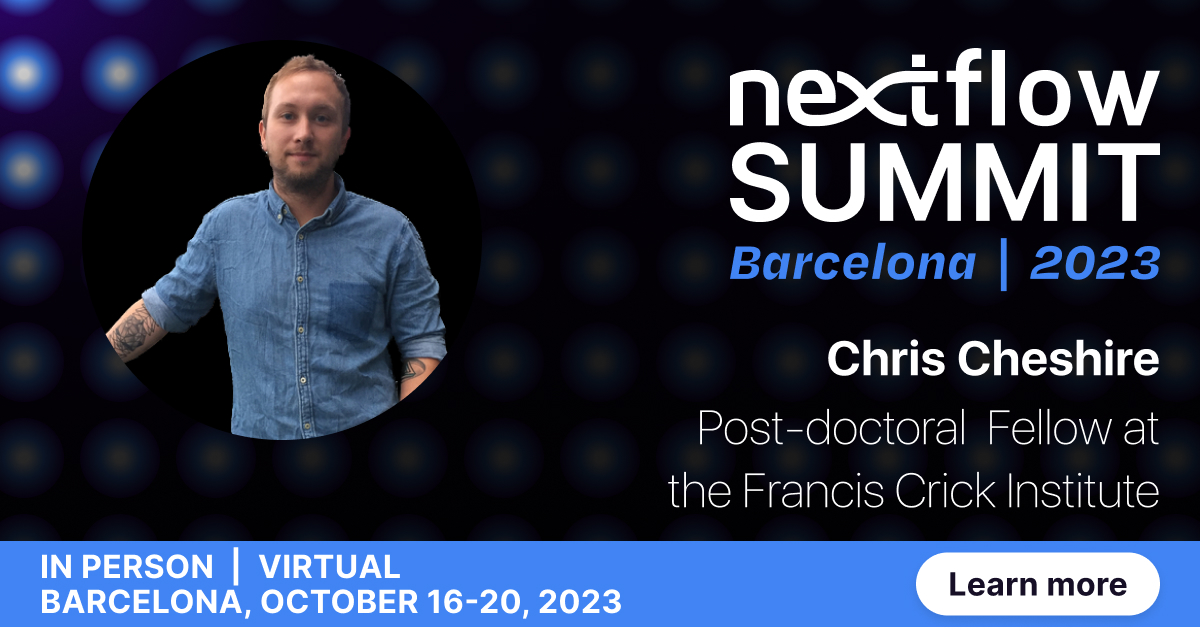 nextflow
SUMMIT
Barcelona | 2023
Chris Cheshire
Post-doctoral Fellow at
the Francis Crick Institute
IN PERSON | VIRTUAL
BARCELONA, OCTOBER 16-20, 2023
Learn more